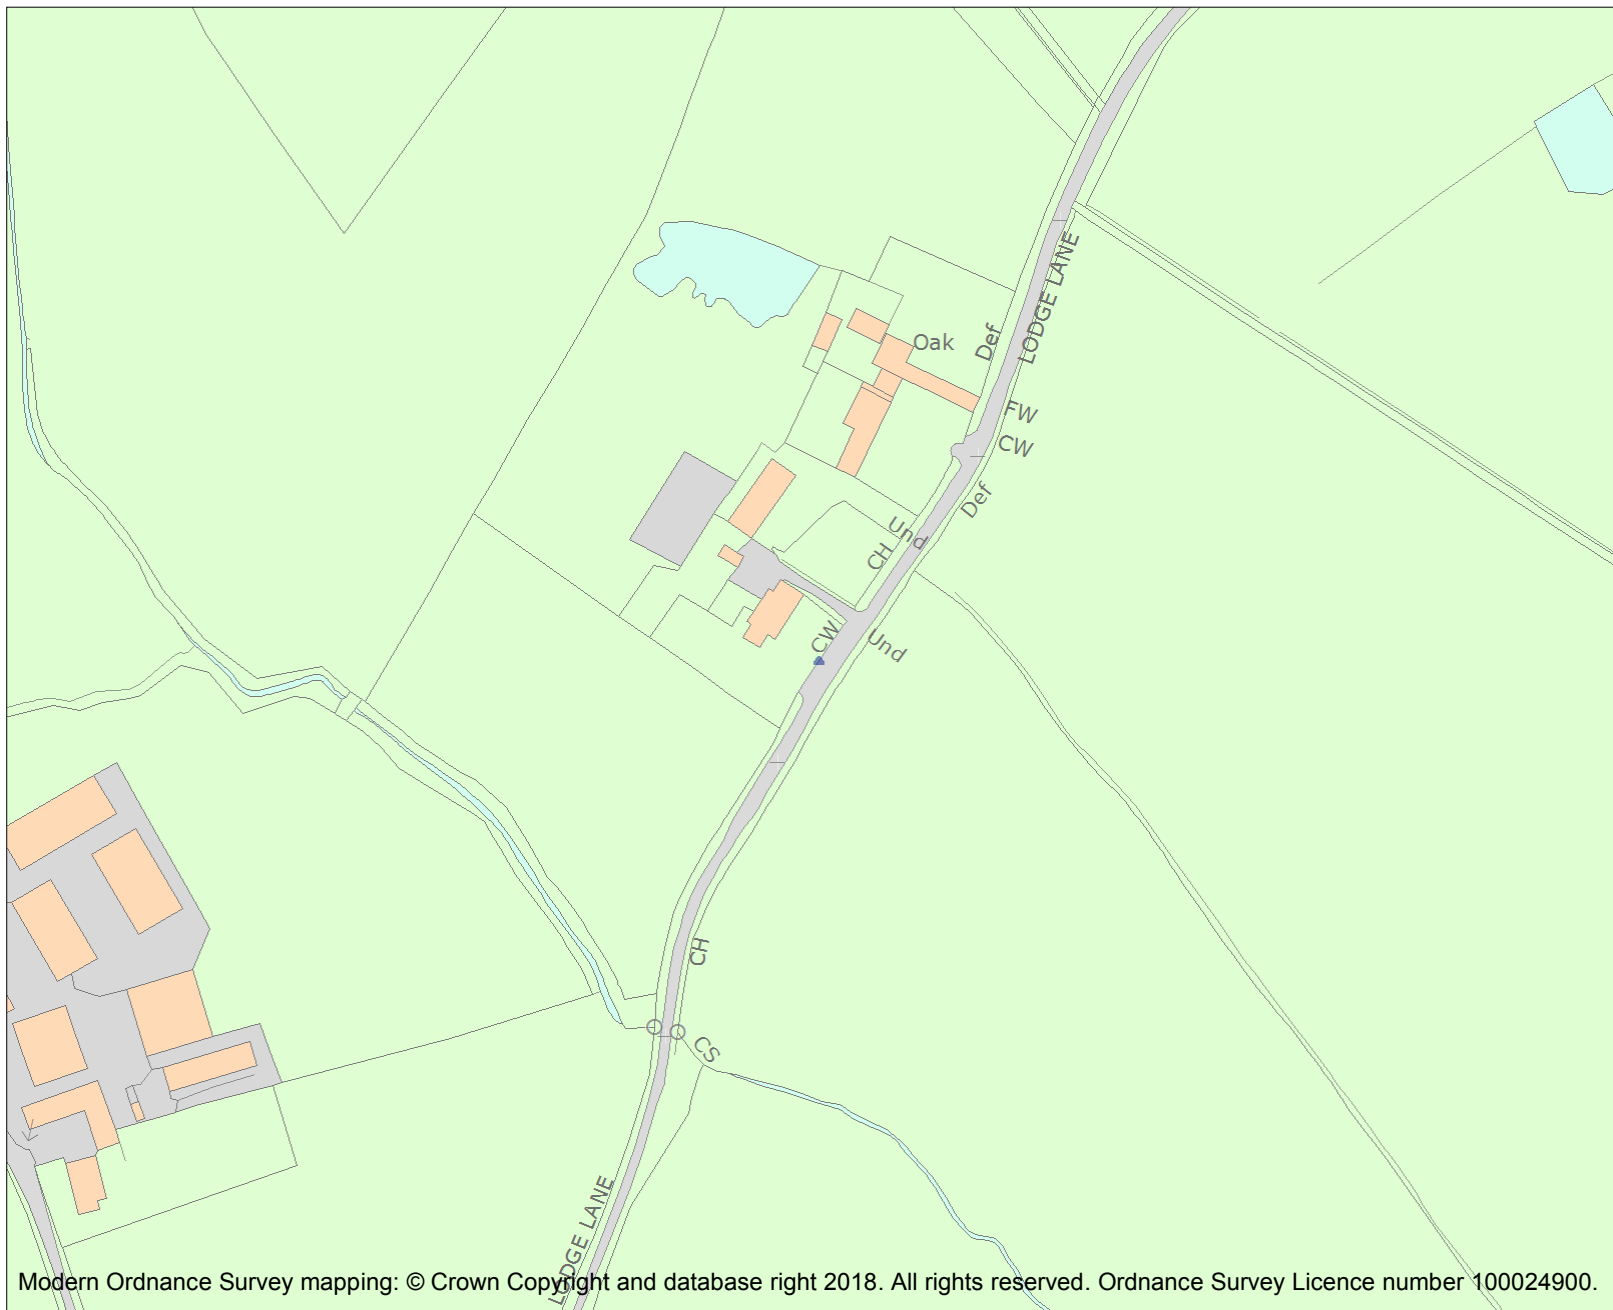 LODGE LANE
Def
Oak
FW
CW
Def
Und
CH
CW
Und
CH
CS
LODGE LANE
Modern Ordnance Survey mapping: © Crown Copyright and database right 2018. All rights reserved. Ordnance Survey Licence number 100024900.